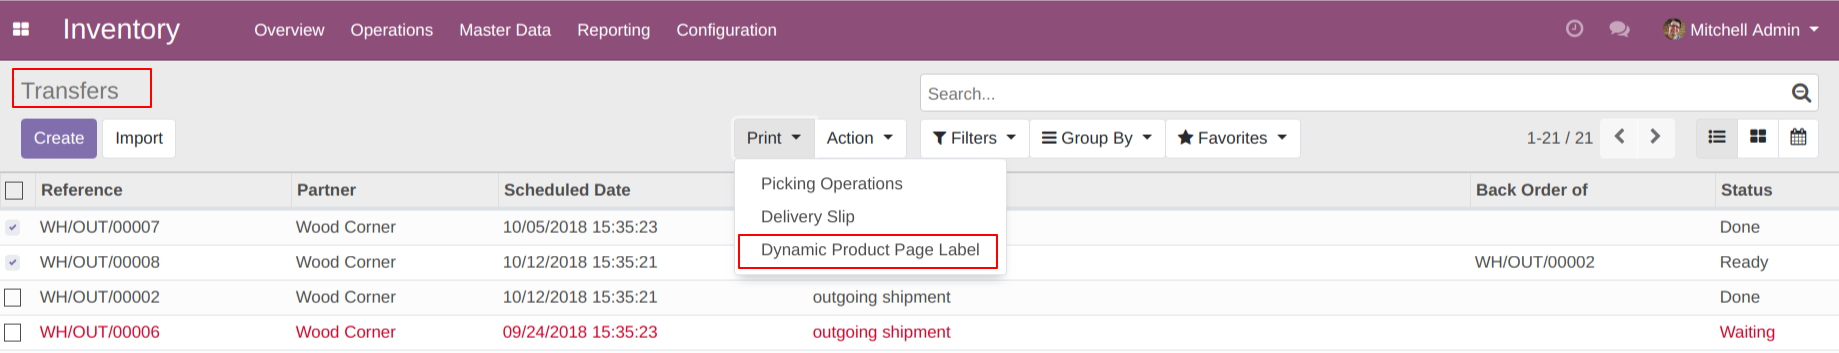 Inventory Overview Operations Master Data Reporting Configuration Mitchell Admin
Transfers
Search...
Create Import Print Action Filters Group By Favorites 1-21 / 21
Picking Operations
Delivery Slip
Dynamic Product Page Label
Reference Partner Scheduled Date Back Order of Status
WH/OUT/00007 Wood Corner 10/05/2018 15:35:23 Done
WH/OUT/00008 Wood Corner 10/12/2018 15:35:21 WH/OUT/00002 Ready
WH/OUT/00002 Wood Corner 10/12/2018 15:35:21 outgoing shipment Done
WH/OUT/00006 Wood Corner 09/24/2018 15:35:23 outgoing shipment Waiting